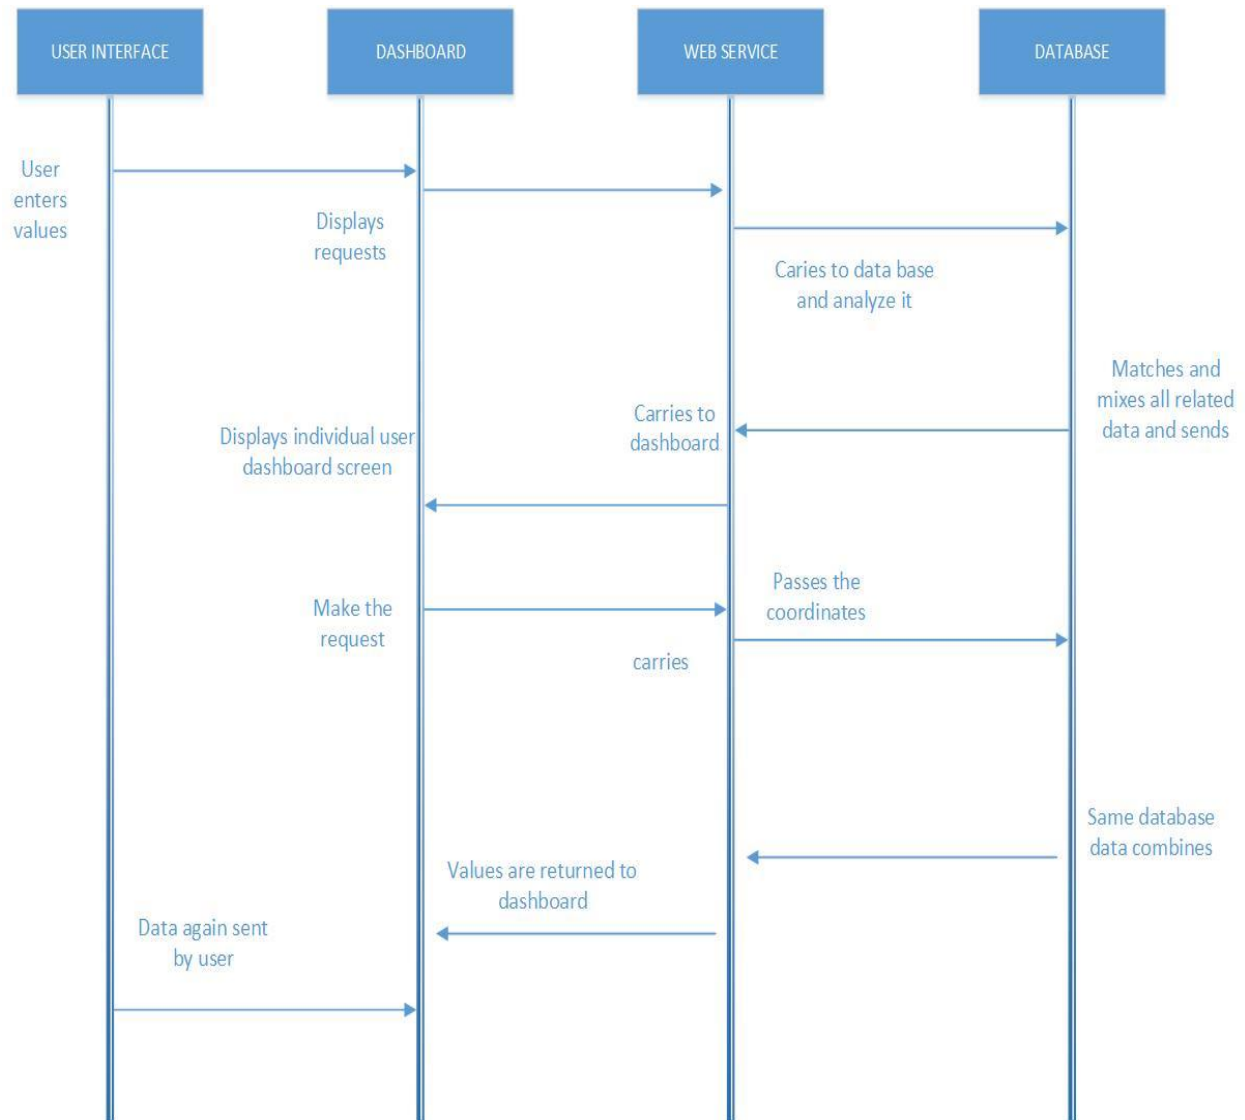 USER INTERFACE
DASHBOARD
WEB SERVICE
DATABASE
User
enters
values
Displays
requests
Caries to data base
and analyze it
Matches and
mixes all related
data and sends
Carries to
dashboard
Displays individual user
dashboard screen
Passes the
coordinates
Make the
request
carries
Same database
data combines
Values are returned to
dashboard
Data again sent
by user